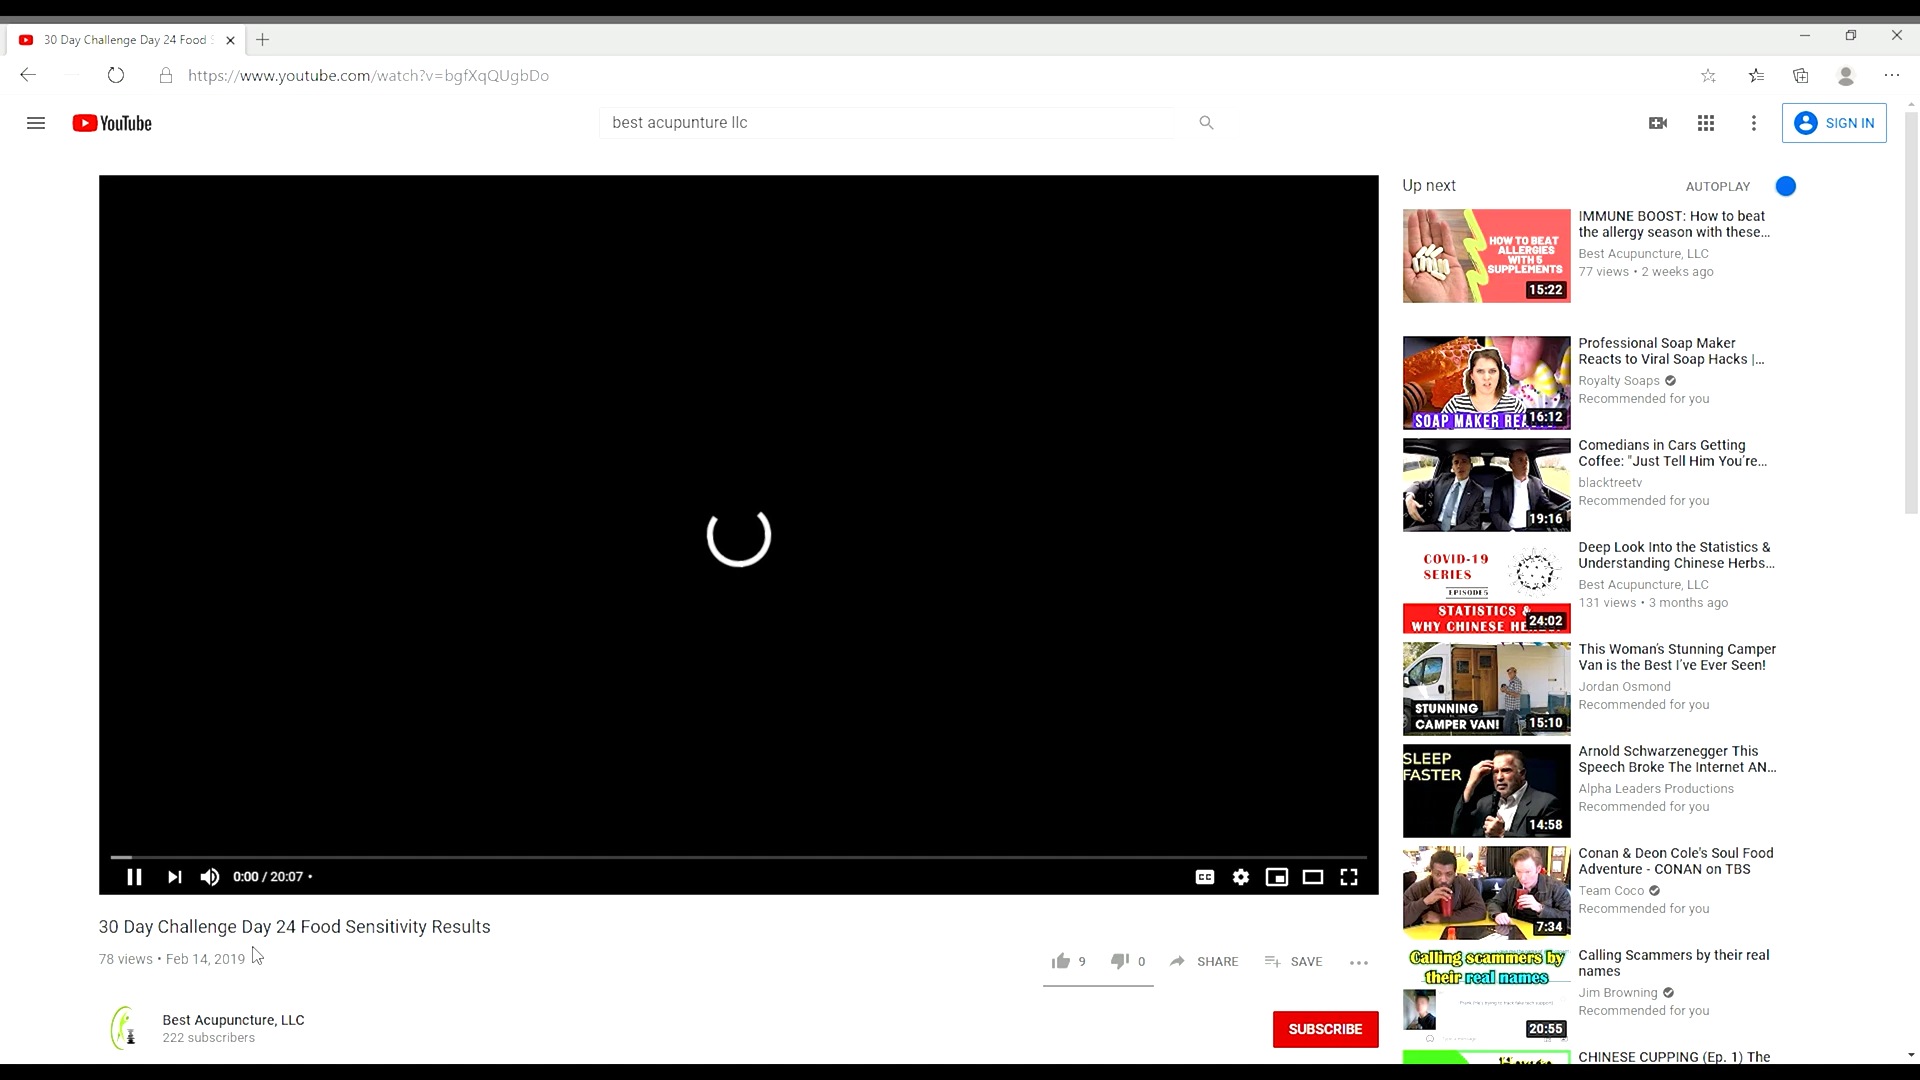 30 Day Challenge Day 24 Food S
https://www.youtube.com/watch?v=bgfXqQUgbDo
YouTube
best acupunture llc
SIGN IN
Up next
AUTOPLAY
HOW TO BEAT
ALLERGIES
WITH 5
SUPPLEMENTS
15:22
IMMUNE BOOST: How to beat
the allergy season with these...
Best Acupuncture, LLC
77 views • 2 weeks ago
SOAP MAKER REA
16:12
Professional Soap Maker
Reacts to Viral Soap Hacks |...
Royalty Soaps
Recommended for you
19:16
Comedians in Cars Getting
Coffee: "Just Tell Him You're...
blacktreetv
Recommended for you
COVID-19
SERIES
EPISODE 5
STATISTICS &
WHY CHINESE HE
24:02
Deep Look Into the Statistics &
Understanding Chinese Herbs...
Best Acupuncture, LLC
131 views • 3 months ago
STUNNING
CAMPER VAN!
15:10
This Woman's Stunning Camper
Van is the Best I've Ever Seen!
Jordan Osmond
Recommended for you
SLEEP
FASTER
14:58
Arnold Schwarzenegger This
Speech Broke The Internet AN...
Alpha Leaders Productions
Recommended for you
7:34
Conan & Deon Cole's Soul Food
Adventure - CONAN on TBS
Team Coco
Recommended for you
Calling scammers by
their real names
20:55
Calling Scammers by their real
names
Jim Browning
Recommended for you
CHINESE CUPPING (Ep. 1) The
CC
0:00 / 20:07 •
30 Day Challenge Day 24 Food Sensitivity Results
78 views • Feb 14, 2019
9
0
SHARE
SAVE
Best Acupuncture, LLC
222 subscribers
SUBSCRIBE